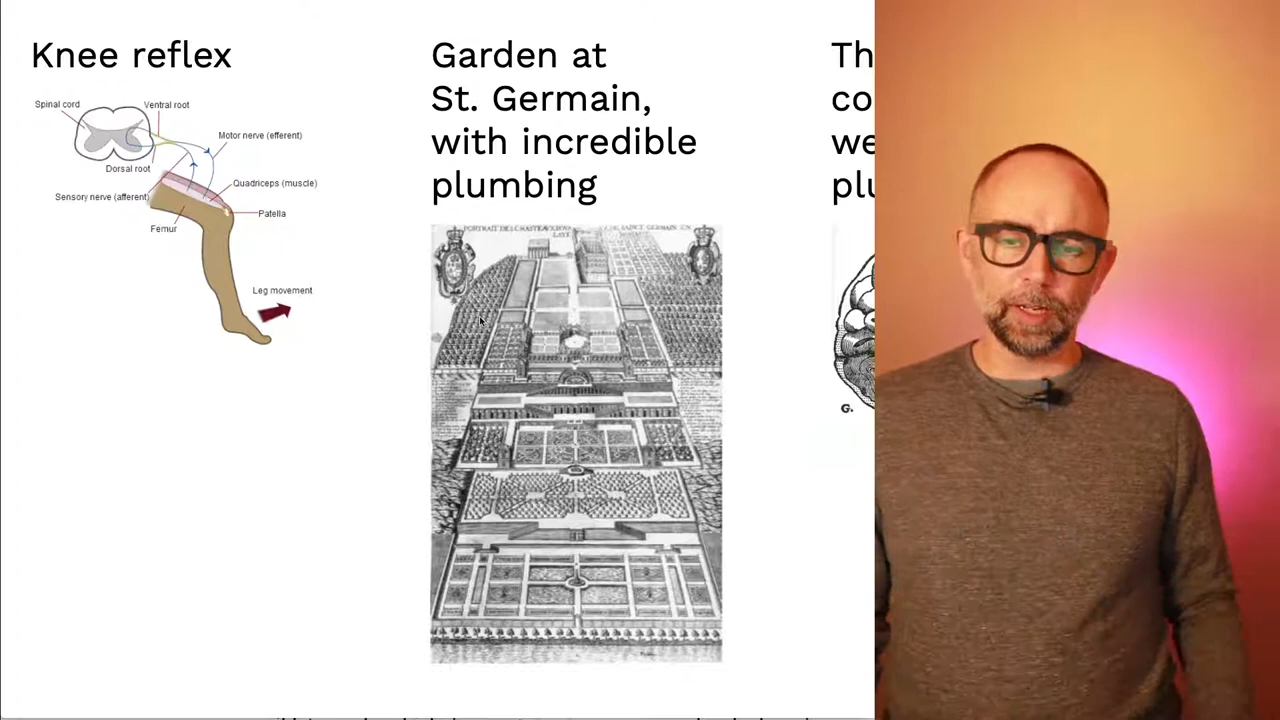 Knee reflex
Spinal cord
Ventral root
Motor nerve (efferent)
Dorsal root
Quadriceps (muscle)
Sensory nerve (afferent)
Patella
Femur
Leg movement
Garden at
St. Germain,
with incredible
plumbing
Th
co
we
plu
G.